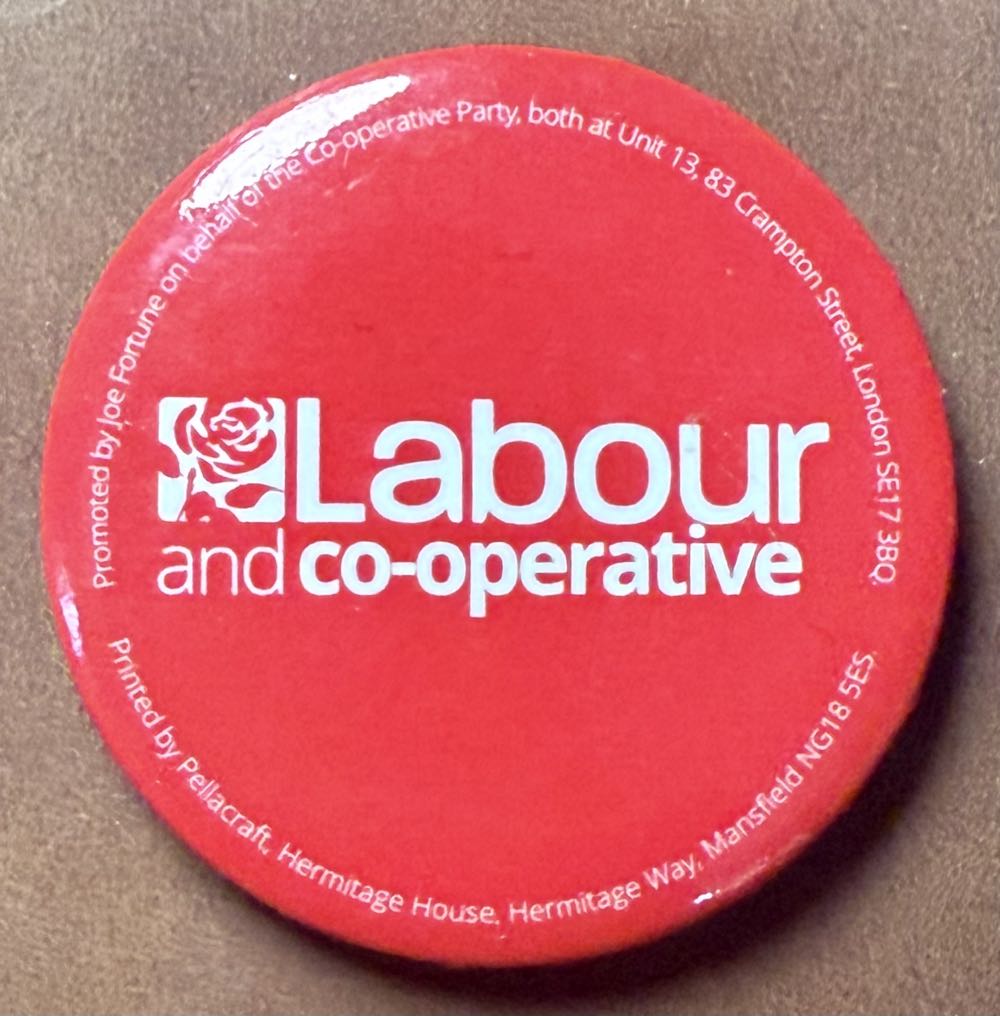 Promoted by Joe Fortune on behalf of the Co-operative Party, both at Unit 13, 83 Crampton Street, London SE17 3BQ.
Labour
and co-operative
Printed by Pellacraft, Hermitage House, Hermitage Way, Mansfield NG18 5ES.